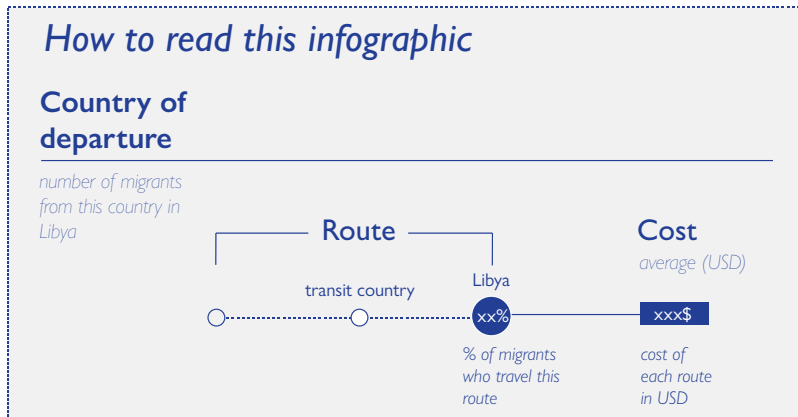 How to read this infographic
Country of
departure
number of migrants
from this country in
Libya
Route
Cost
average (USD)
transit country
Libya
xx%
xxx$
% of migrants
who travel this
route
cost of
each route
in USD